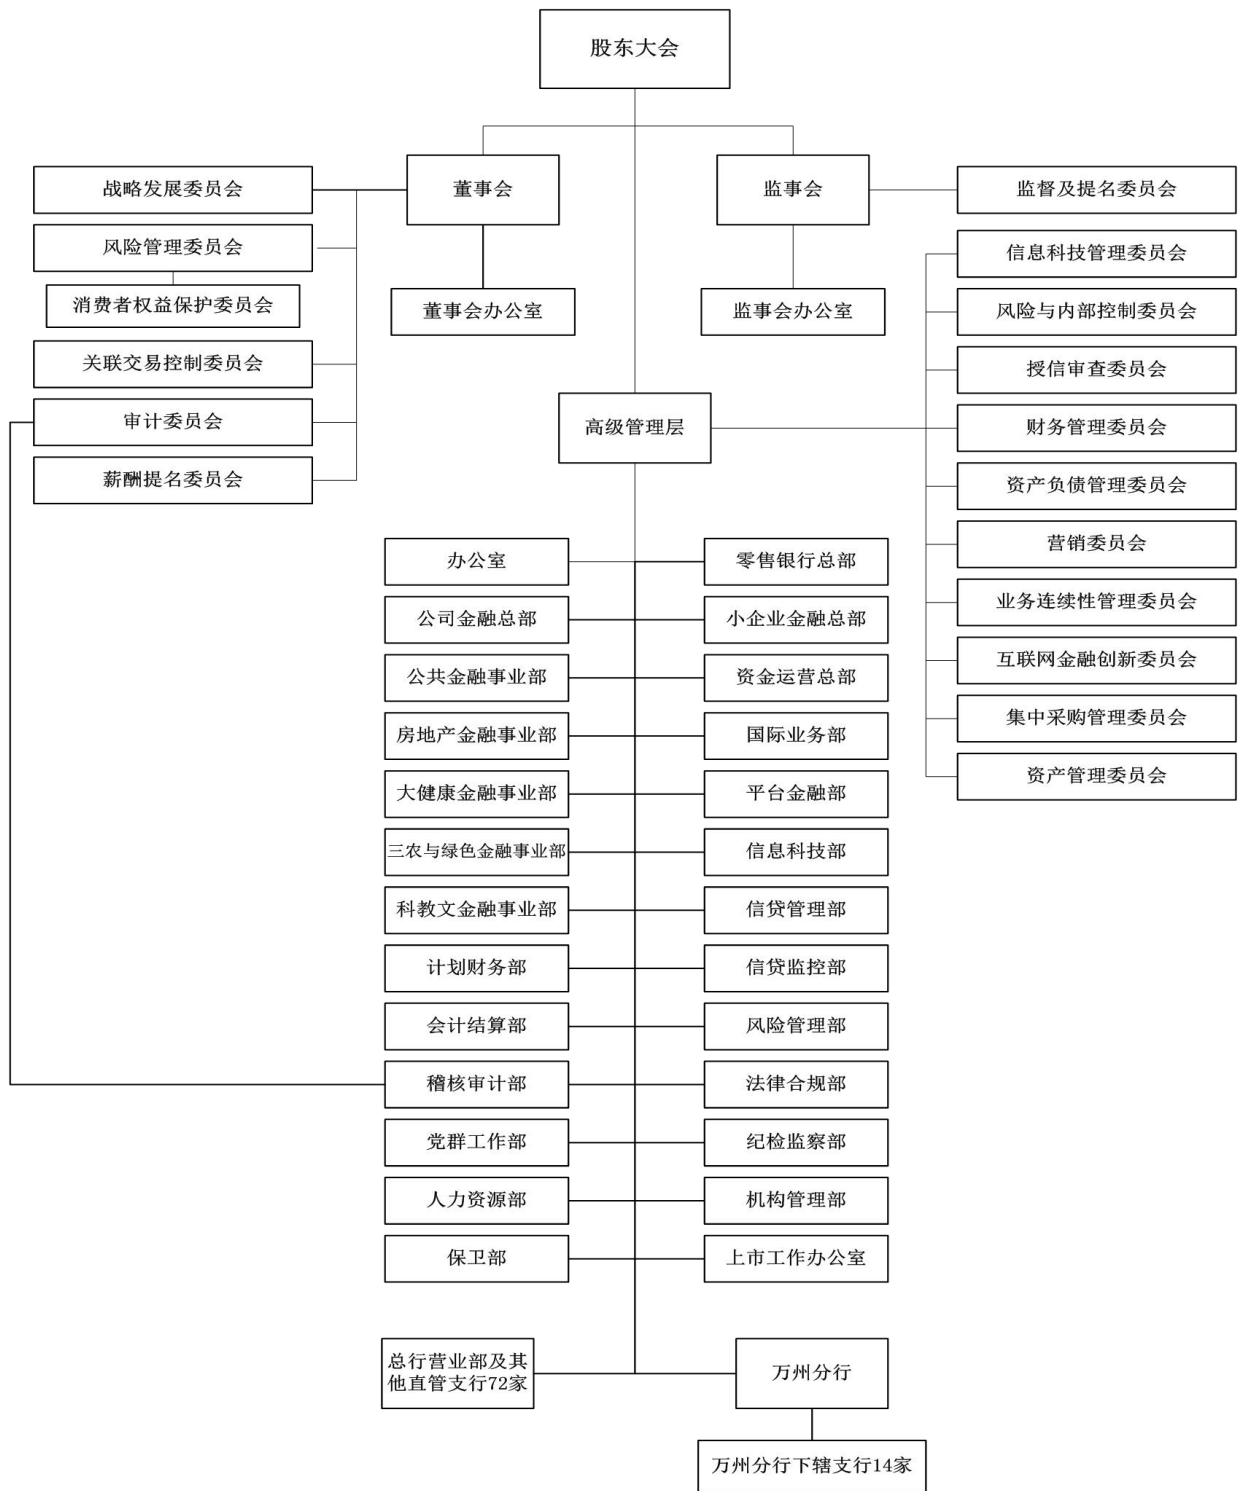 股东大会
董事会
监事会
战略发展委员会
风险管理委员会
消费者权益保护委员会
关联交易控制委员会
审计委员会
薪酬提名委员会
董事会办公室
监事会办公室
监督及提名委员会
高级管理层
信息科技管理委员会
风险与内部控制委员会
授信审查委员会
财务管理委员会
资产负债管理委员会
营销委员会
业务连续性管理委员会
互联网金融创新委员会
集中采购管理委员会
资产管理委员会
办公室
零售银行总部
公司金融总部
小企业金融总部
公共金融事业部
资金运营总部
房地产金融事业部
国际业务部
大健康金融事业部
平台金融部
三农与绿色金融事业部
信息科技部
科教文金融事业部
信贷管理部
计划财务部
信贷监控部
会计结算部
风险管理部
稽核审计部
法律合规部
党群工作部
纪检监察部
人力资源部
机构管理部
保卫部
上市工作办公室
总行营业部及其
他直管支行72家
万州分行
万州分行下辖支行14家